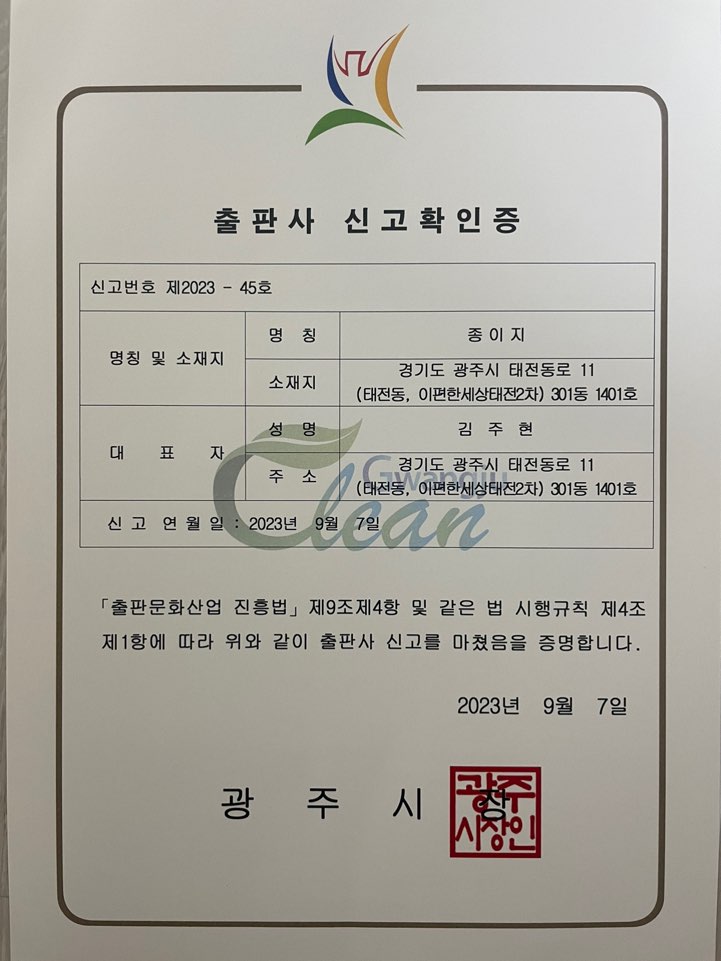 출판사 신고확인증
신고번호 제2023 - 45호
명칭 및 소재지
명 칭
종이지
소재지
경기도 광주시 태전동로 11
(태전동, 이편한세상태전2차) 301동 1401호
대 표 자
성 명
김 주 현
주 소
경기도 광주시 태전동로 11
(태전동, 이편한세상태전2차) 301동 1401호
Gwangju
Clean
신 고 연 월 일 : 2023년 9월 7일
「출판문화산업 진흥법」 제9조제4항 및 같은 법 시행규칙 제4조
제1항에 따라 위와 같이 출판사 신고를 마쳤음을 증명합니다.
2023년 9월 7일
광 주 시 장
광주
시장인